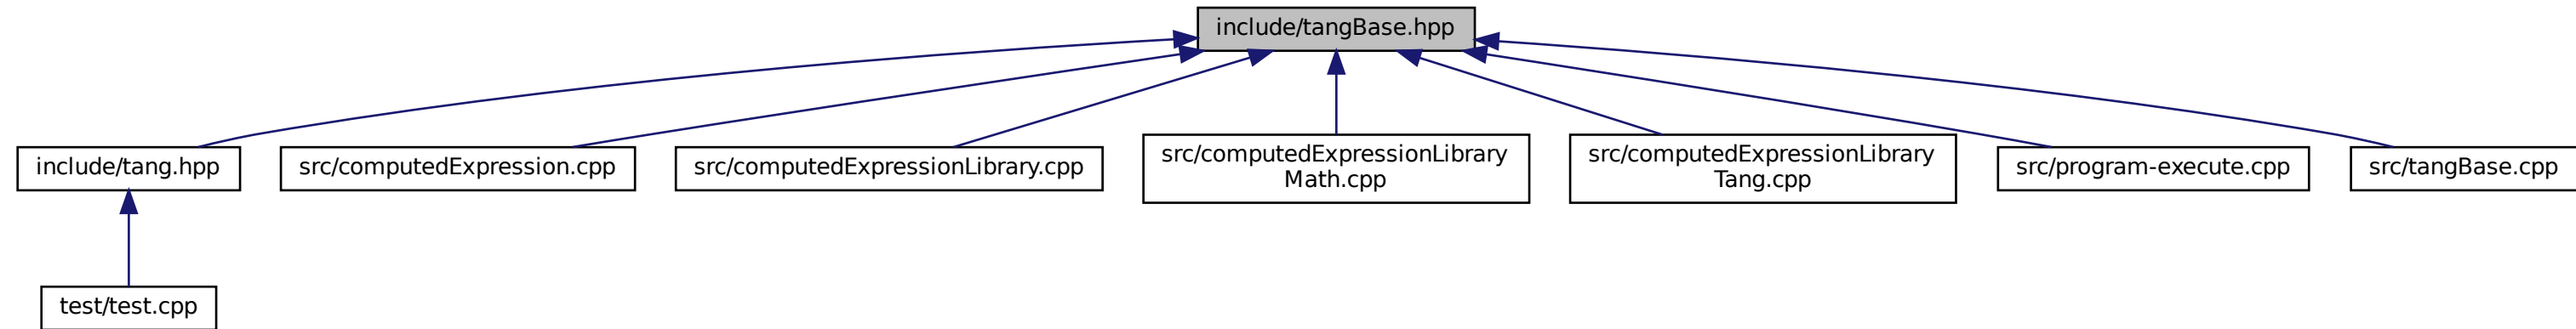 include/tangBase.hpp
include/tang.hpp
src/computedExpression.cpp
src/computedExpressionLibrary.cpp
src/computedExpressionLibrary
Math.cpp
src/computedExpressionLibrary
Tang.cpp
src/program-execute.cpp
src/tangBase.cpp
test/test.cpp